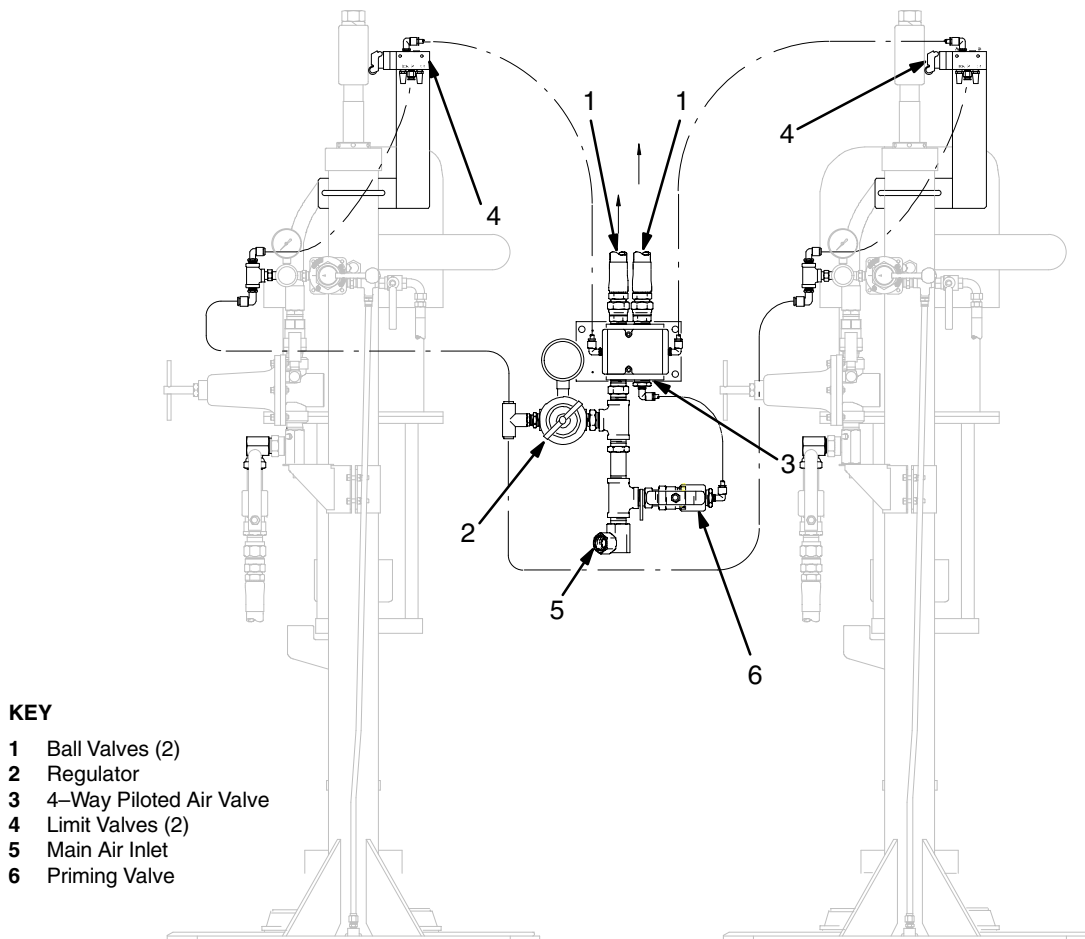 1 1
4
4
3
2
5
6
KEY
1 Ball Valves (2)
2 Regulator
3 4–Way Piloted Air Valve
4 Limit Valves (2)
5 Main Air Inlet
6 Priming Valve